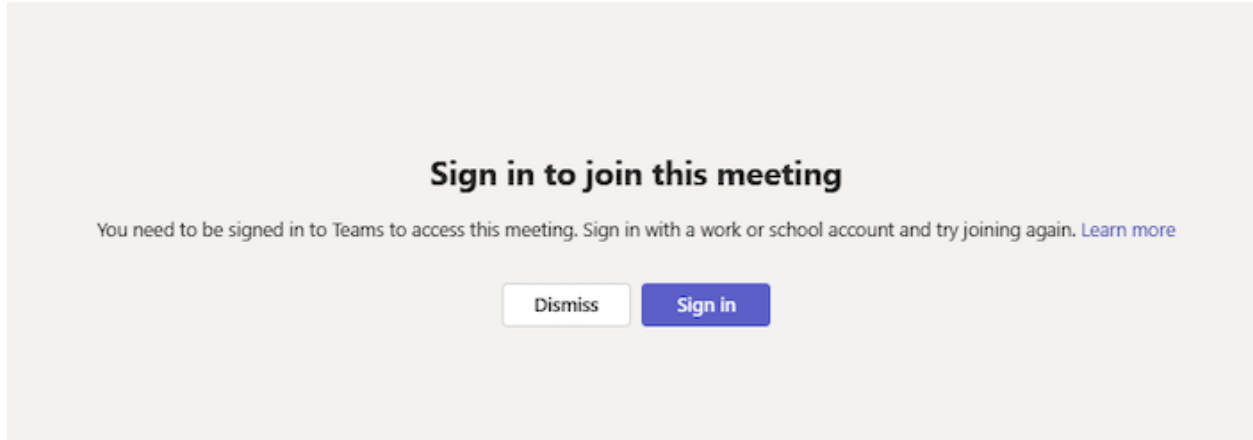 Sign in to join this meeting
You need to be signed in to Teams to access this meeting. Sign in with a work or school account and try joining again. Learn more
Dismiss Sign in